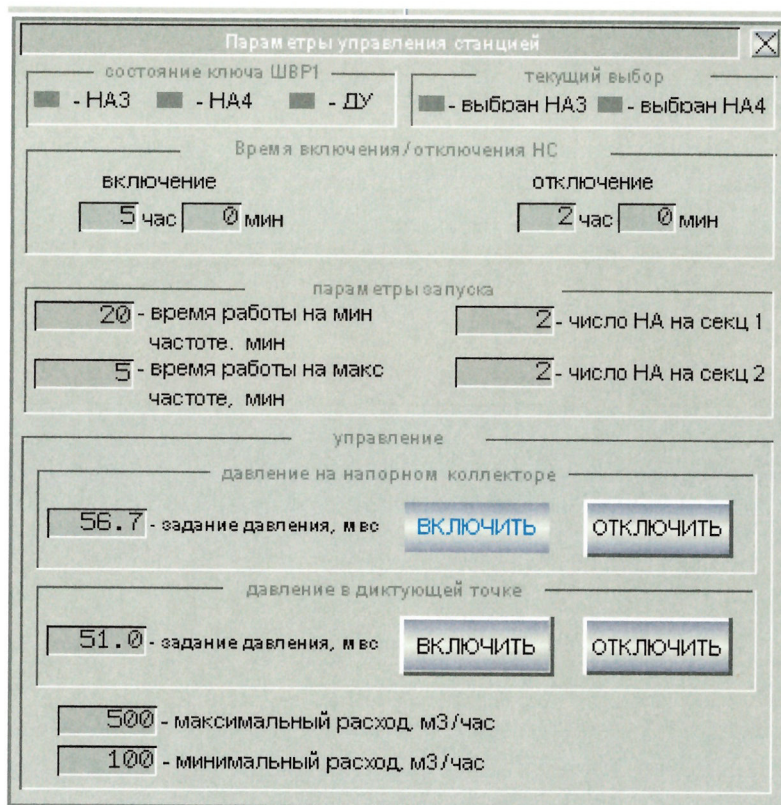 Параметры управления станцией
состояние ключа ШВР1
текущий выбор
- НА3 - НА4 - ДУ
- выбран НА3 - выбран НА4
Время включения/отключения НС
включение
отключение
5 час 0 мин
2 час 0 мин
параметры запуска
20 - время работы на мин
частоте. мин
2 - число НА на секц 1
5 - время работы на макс
частоте, мин
2 - число НА на секц 2
управление
давление на напорном коллекторе
56.7 - задание давления, мвс ВКЛЮЧИТЬ ОТКЛЮЧИТЬ
давление в диктующей точке
51.0 - задание давления, мвс ВКЛЮЧИТЬ ОТКЛЮЧИТЬ
500 - максимальный расход, м3/час
100 - минимальный расход, м3/час